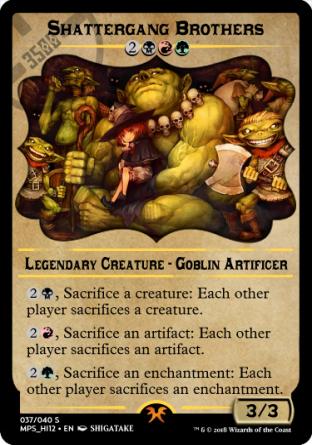 3500
SHATTERGANG BROTHERS
2
LEGENDARY CREATURE - GOBLIN ARTIFICER
2, Sacrifice a creature: Each other
player sacrifices a creature.
2, Sacrifice an artifact: Each other
player sacrifices an artifact.
2, Sacrifice an enchantment: Each other
player sacrifices an enchantment.
3/3
037/040 S
MPS_HI12 • EN SHIGATAKE
™ & © 2018 Wizards of the Coast